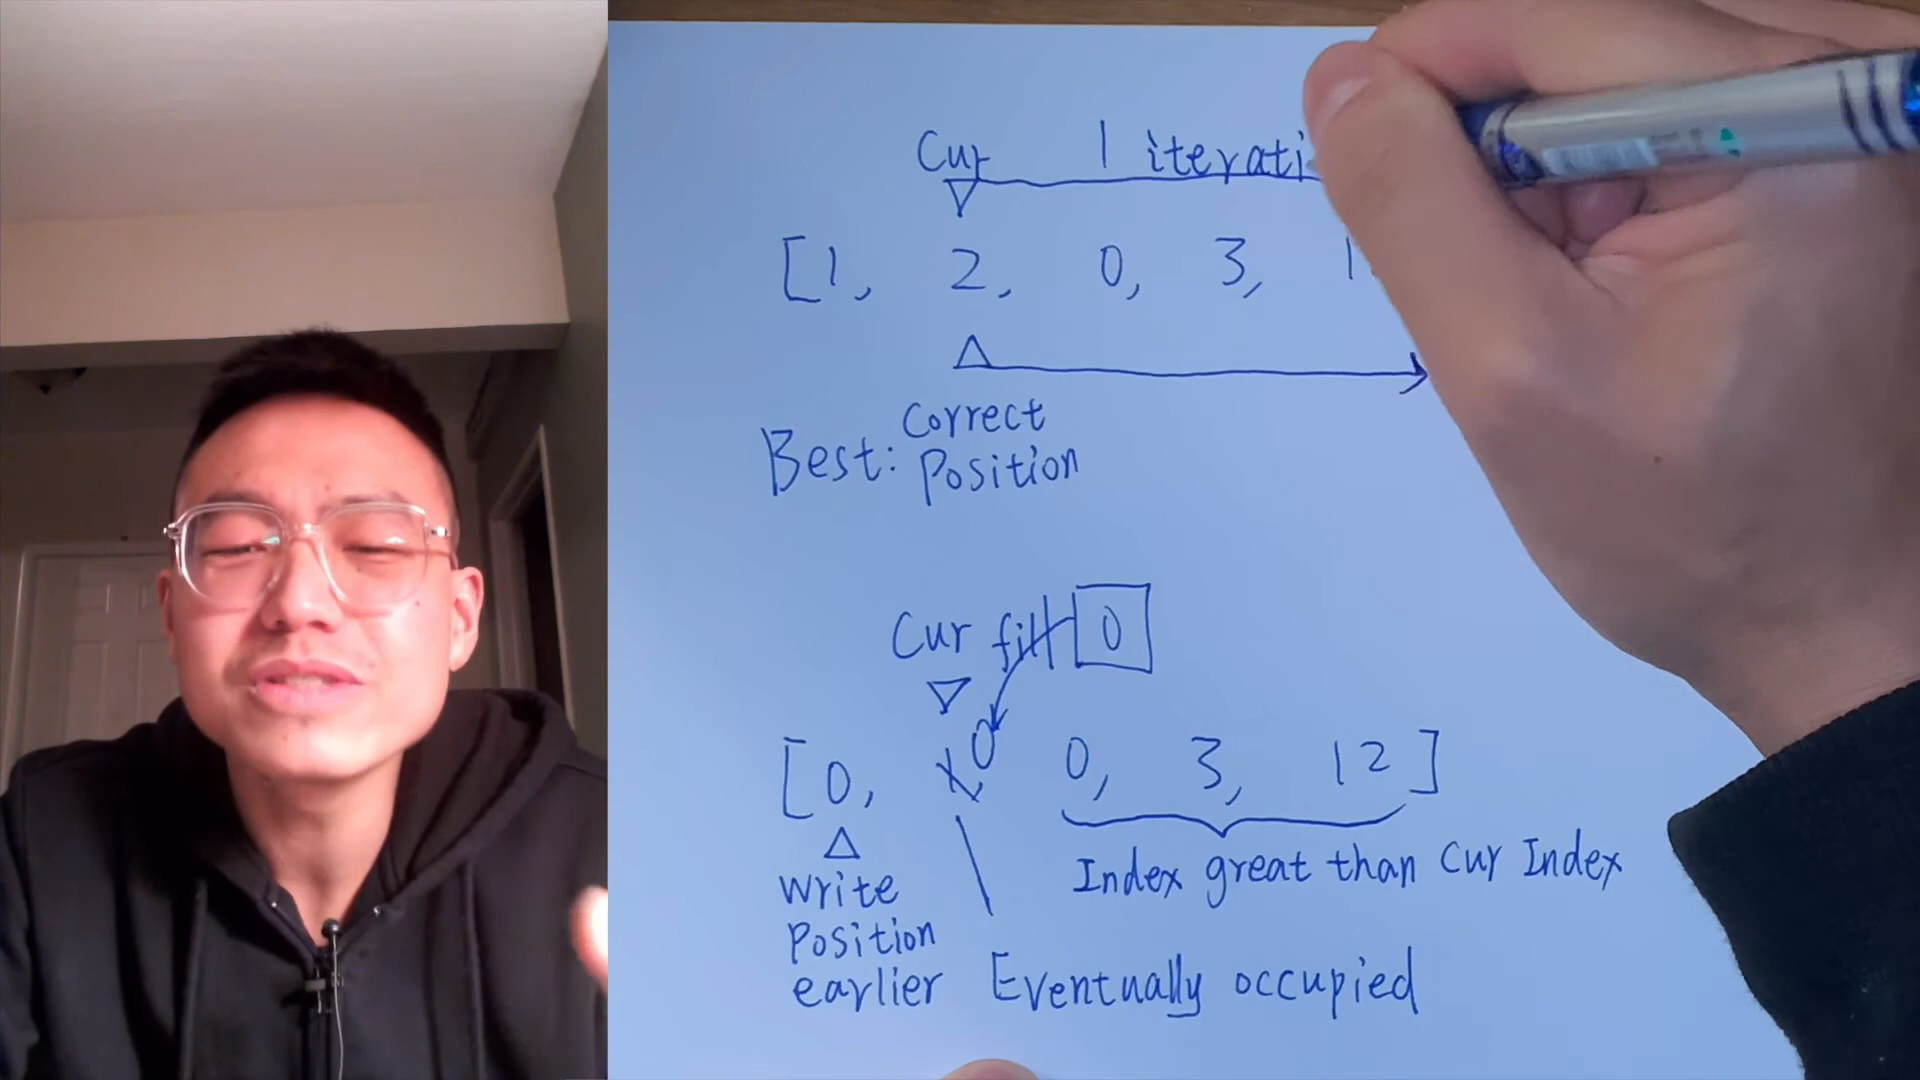 Cur 1 iterati
[1, 2, 0, 3, 1
Best: Correct
Position
Cur fill 0
[0, 0 0, 3, 12]
Write
Position
earlier
Index great than Cur Index
Eventually occupied